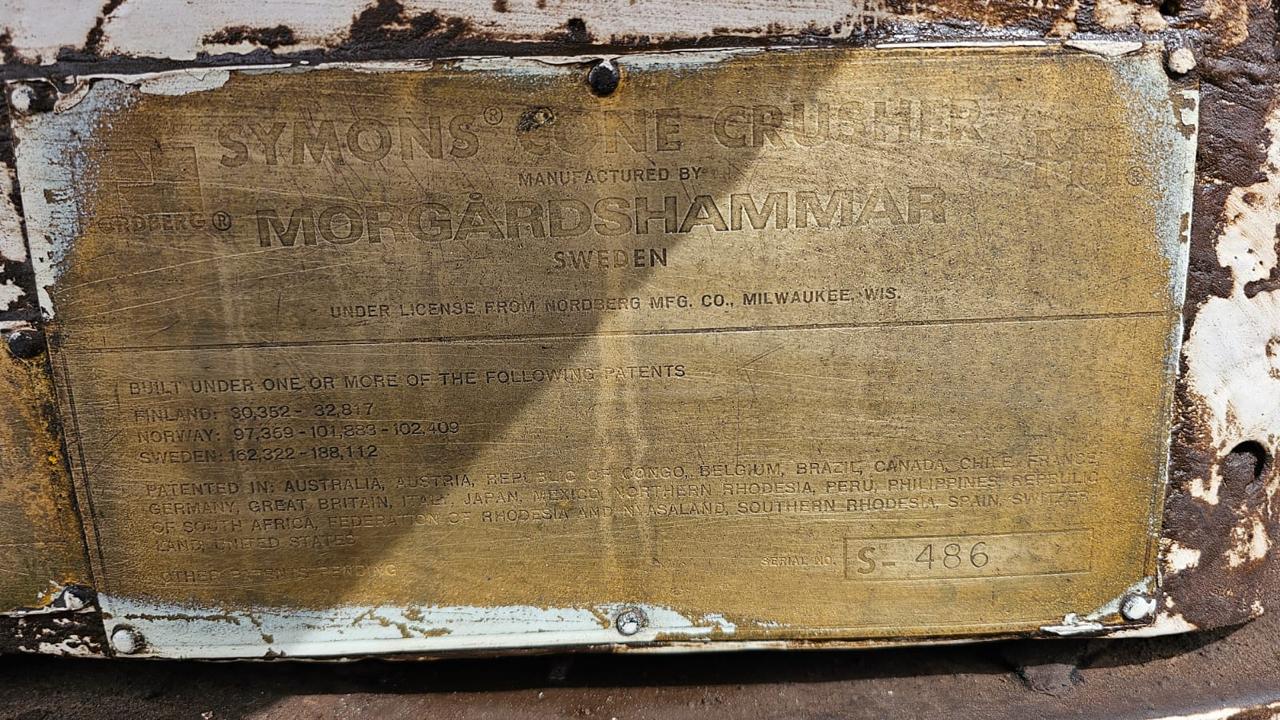 SYMONS® CONE CRUSHER
MANUFACTURED BY
®
ORDBERG®
MORGÅRDSHAMMAR
SWEDEN
UNDER LICENSE FROM NORDBERG MFG. CO., MILWAUKEE, WIS.
BUILT UNDER ONE OR MORE OF THE FOLLOWING PATENTS
FINLAND: 30,352 - 32,817
NORWAY: 97,359 - 101,883 - 102,409
SWEDEN: 162,322 - 188,112
PATENTED IN: AUSTRALIA, AUSTRIA, REPUBLIC OF CONGO, BELGIUM, BRAZIL, CANADA, CHILE, FRANCE,
GERMANY, GREAT BRITAIN, ITALY, JAPAN, MEXICO, NORTHERN RHODESIA, PERU, PHILIPPINES, REPUBLIC
OF SOUTH AFRICA, FEDERATION OF RHODESIA AND NYASALAND, SOUTHERN RHODESIA, SPAIN, SWITZER-
LAND, UNITED STATES
OTHER PATENTS PENDING
SERIAL NO. S- 486